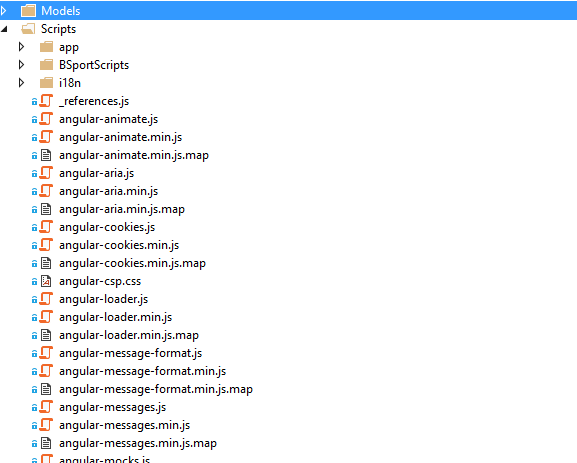 Models
Scripts
app
BSportScripts
i18n
_references.js
angular-animate.js
angular-animate.min.js
angular-animate.min.js.map
angular-aria.js
angular-aria.min.js
angular-aria.min.js.map
angular-cookies.js
angular-cookies.min.js
angular-cookies.min.js.map
angular-csp.css
angular-loader.js
angular-loader.min.js
angular-loader.min.js.map
angular-message-format.js
angular-message-format.min.js
angular-message-format.min.js.map
angular-messages.js
angular-messages.min.js
angular-messages.min.js.map
angular-mocks.js